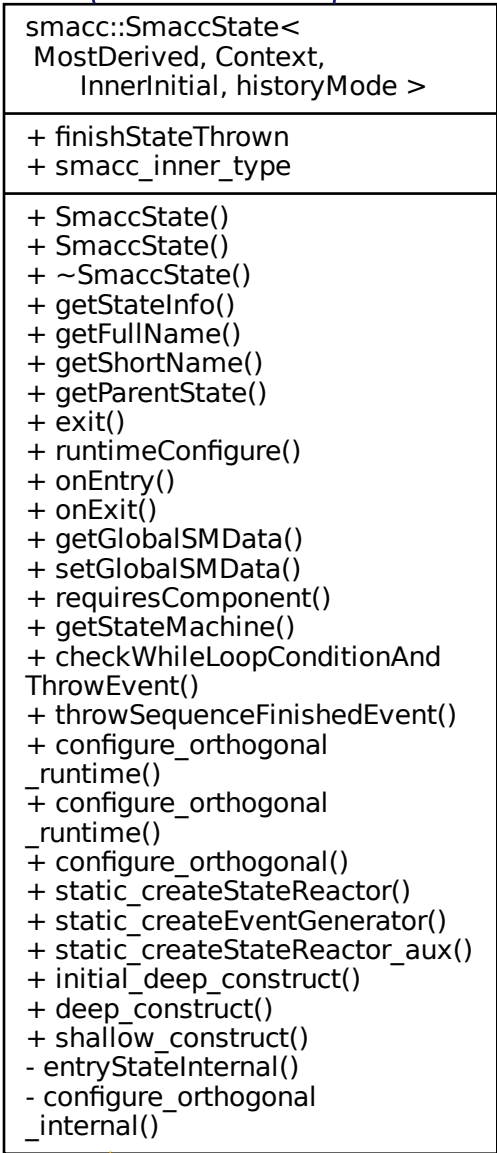 smacc::SmaccState<
MostDerived, Context,
InnerInitial, historyMode >
+ finishStateThrown
+ smacc_inner_type
+ SmaccState()
+ SmaccState()
+ ~SmaccState()
+ getStateInfo()
+ getFullName()
+ getShortName()
+ getParentState()
+ exit()
+ runtimeConfigure()
+ onEntry()
+ onExit()
+ getGlobalSMData()
+ setGlobalSMData()
+ requiresComponent()
+ getStateMachine()
+ checkWhileLoopConditionAnd
ThrowEvent()
+ throwSequenceFinishedEvent()
+ configure_orthogonal
_runtime()
+ configure_orthogonal
_runtime()
+ configure_orthogonal()
+ static_createStateReactor()
+ static_createEventGenerator()
+ static_createStateReactor_aux()
+ initial_deep_construct()
+ deep_construct()
+ shallow_construct()
- entryStateInternal()
- configure_orthogonal
_internal()